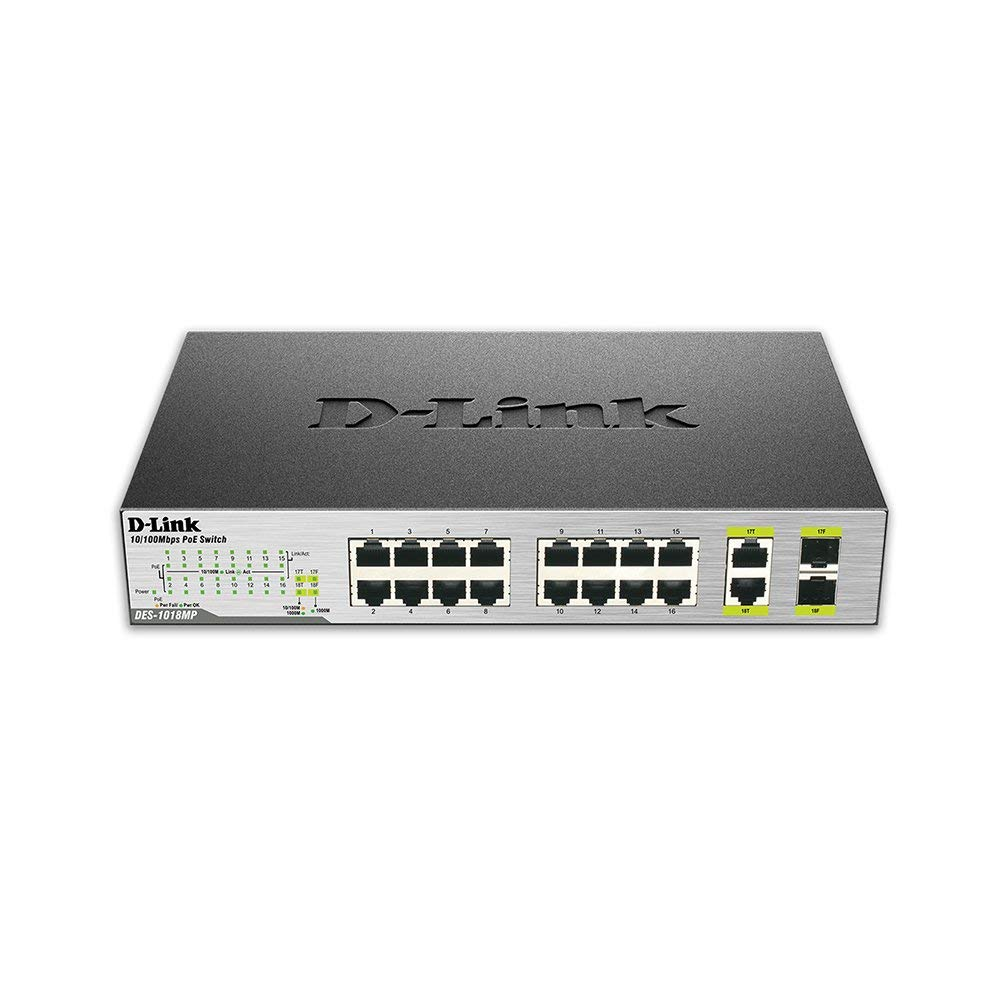 D-Link
D-Link
10/100Mbps PoE Switch
1 3 5 7 9 11 13 15
Link/Act
PoE
10/100M Link Act
2 4 6 8 10 12 14 16
17T 17F
18T 18F
Power
PoE
Pwr Fail/ Pwr OK
10/100M
1000M
1000M
DES-1018MP
1 3 5 7
2 4 6 8
9 11 13 15
10 12 14 16
17T
18T
17F
18F